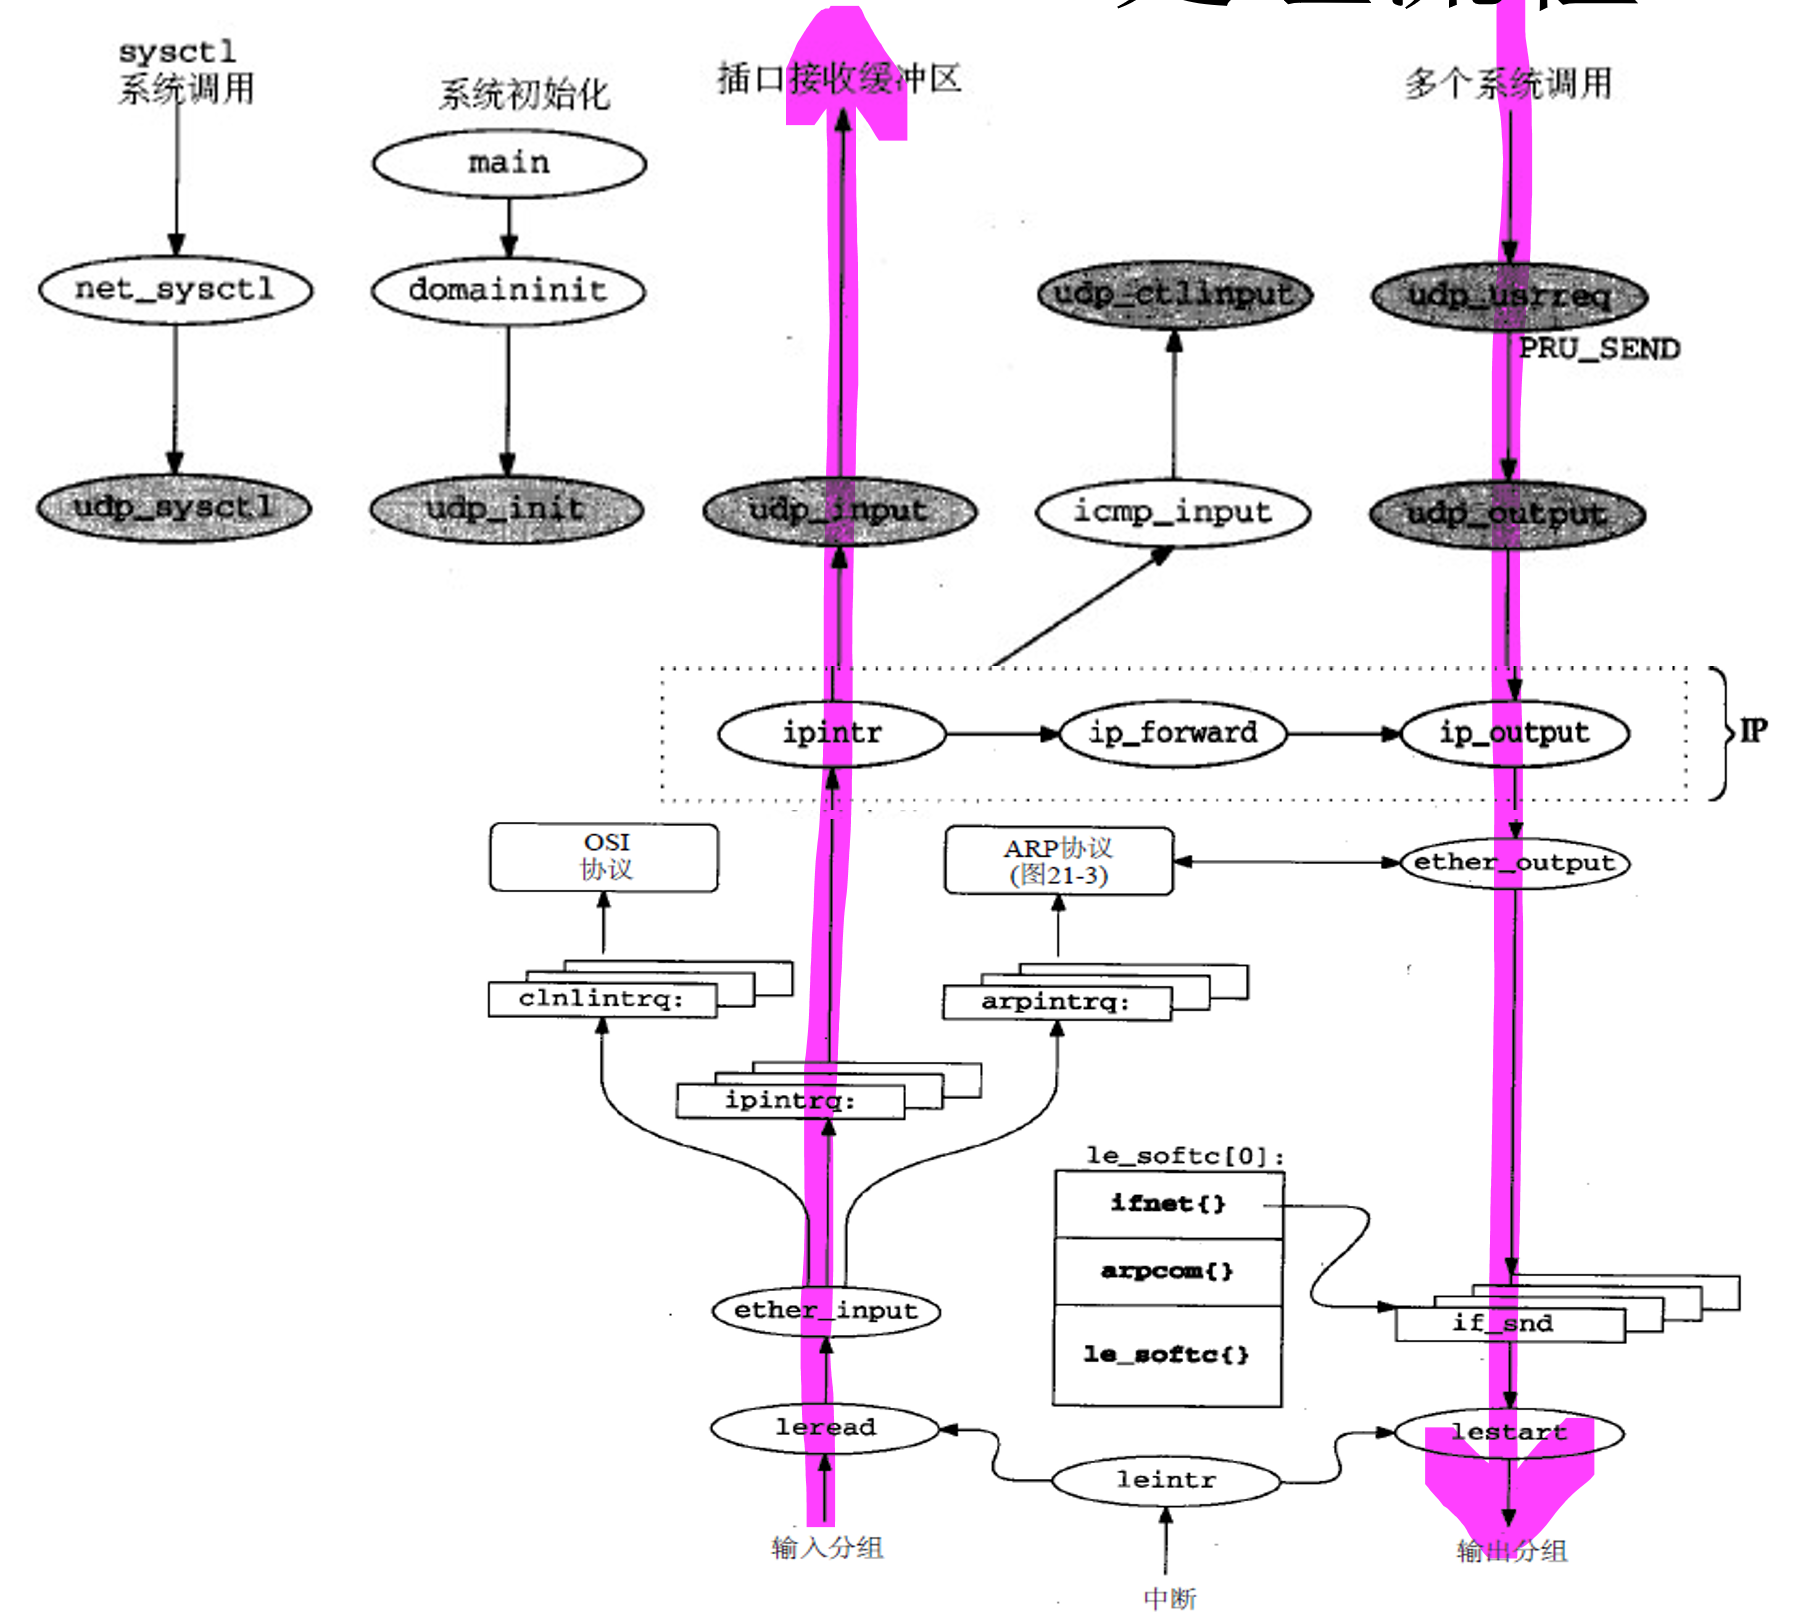 sysctl
系统调用
系统初始化
插口接收缓冲区
多个系统调用
main
net_sysctl
domaininit
udp_ctlinput
udp_usrreq
PRU_SEND
udp_sysctl
udp_init
udp_input
icmp_input
udp_output
ipintr
ip_forward
ip_output
IP
OSI
协议
ARP协议
(图21-3)
ether_output
clnlintrq:
arpintrq:
ipintrq:
le_softc[0]:
ifnet{}
arpcom{}
le_softc{}
ether_input
if_snd
leread
lestart
leintr
输入分组
输出分组
中断